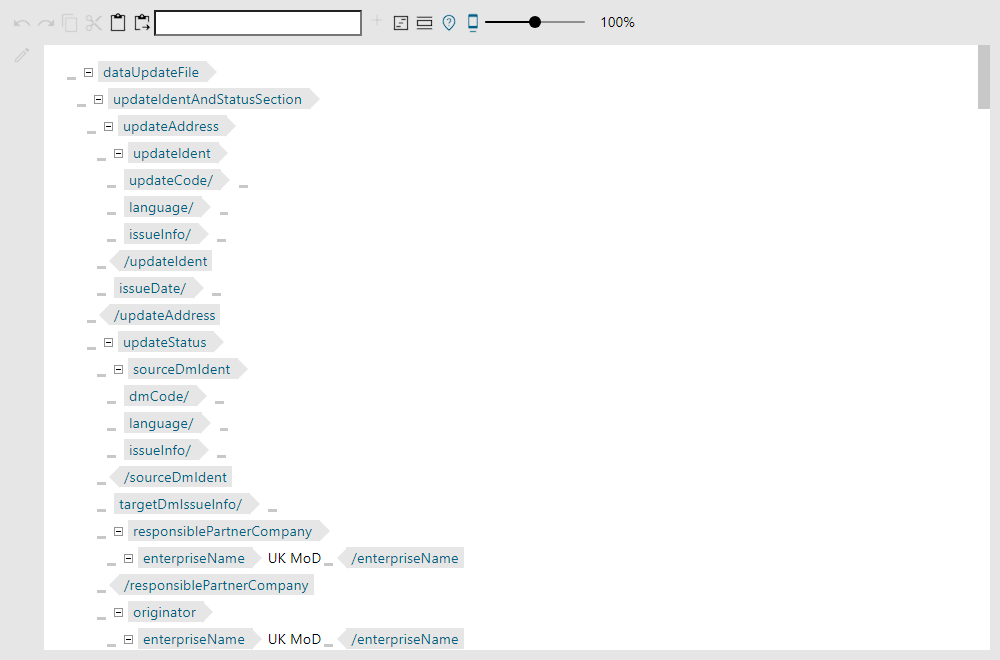 100%
dataUpdateFile
updateIdentAndStatusSection
updateAddress
updateIdent
updateCode/
language/
issueInfo/
/updateIdent
issueDate/
/updateAddress
updateStatus
sourceDmIdent
dmCode/
language/
issueInfo/
/sourceDmIdent
targetDmIssueInfo/
responsiblePartnerCompany
enterpriseName UK MoD /enterpriseName
/responsiblePartnerCompany
originator
enterpriseName UK MoD /enterpriseName